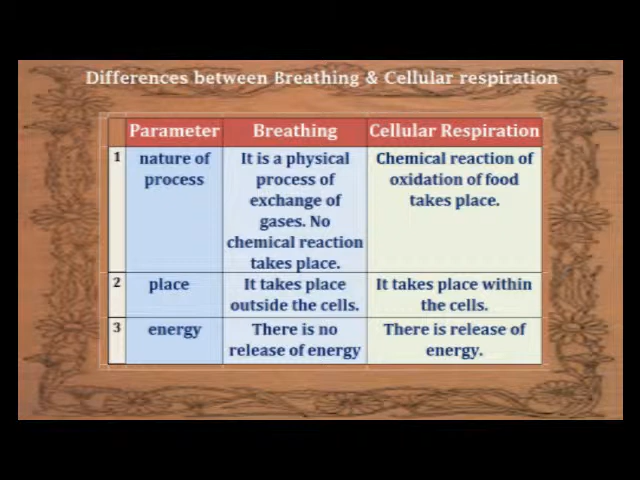 Differences between Breathing & Cellular respiration
Parameter Breathing Cellular Respiration
1 nature of process It is a physical process of exchange of gases. No chemical reaction takes place. Chemical reaction of oxidation of food takes place.
2 place It takes place outside the cells. It takes place within the cells.
3 energy There is no release of energy There is release of energy.